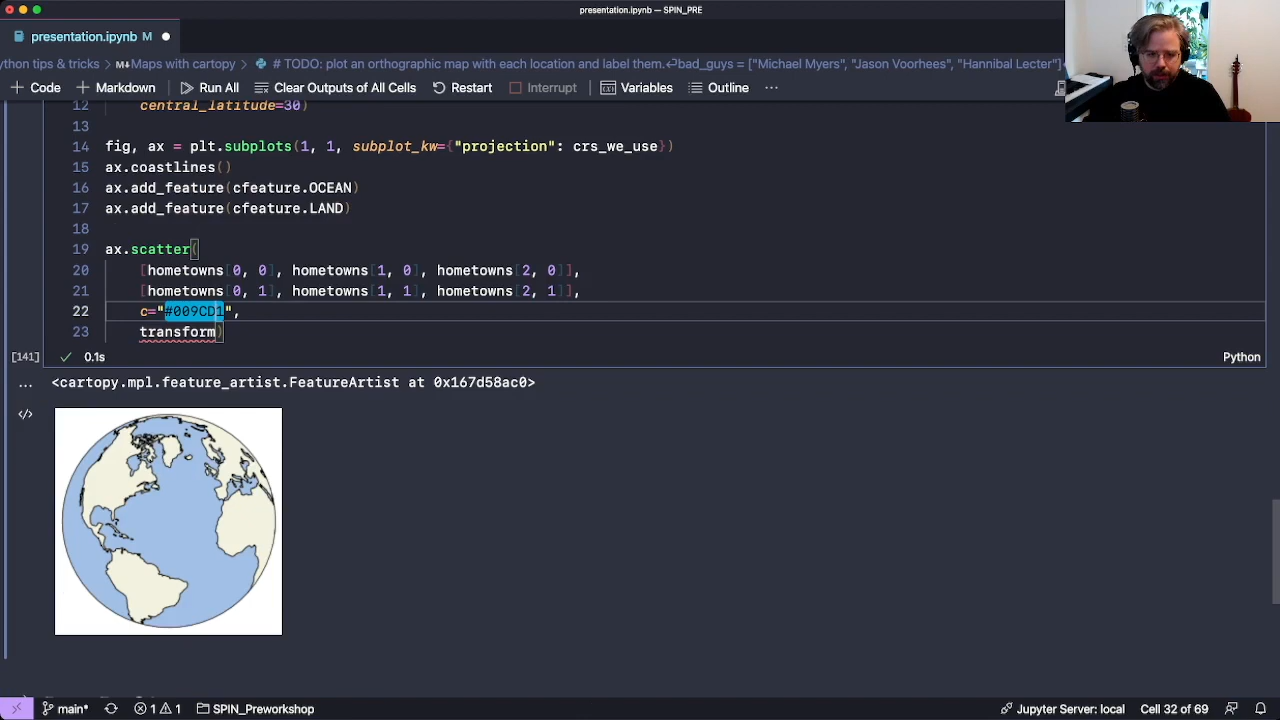 presentation.ipynb — SPIN_PRE
presentation.ipynb M
ython tips & tricks > M↓Maps with cartopy > # TODO: plot an orthographic map with each location and label them.↵bad_guys = ["Michael Myers", "Jason Voorhees", "Hannibal Lecter"]
+ Code + Markdown Run All Clear Outputs of All Cells Restart Interrupt Variables Outline ...
12 central_latitude=30)
13
14 fig, ax = plt.subplots(1, 1, subplot_kw={"projection": crs_we_use})
15 ax.coastlines()
16 ax.add_feature(cfeature.OCEAN)
17 ax.add_feature(cfeature.LAND)
18
19 ax.scatter(
20 [hometowns[0, 0], hometowns[1, 0], hometowns[2, 0]],
21 [hometowns[0, 1], hometowns[1, 1], hometowns[2, 1]],
22 c="#009CD1",
23 transform)
[141] ✓ 0.1s Python
... <cartopy.mpl.feature_artist.FeatureArtist at 0x167d58ac0>
</>
main* 1 1 SPIN_Preworkshop Jupyter Server: local Cell 32 of 69